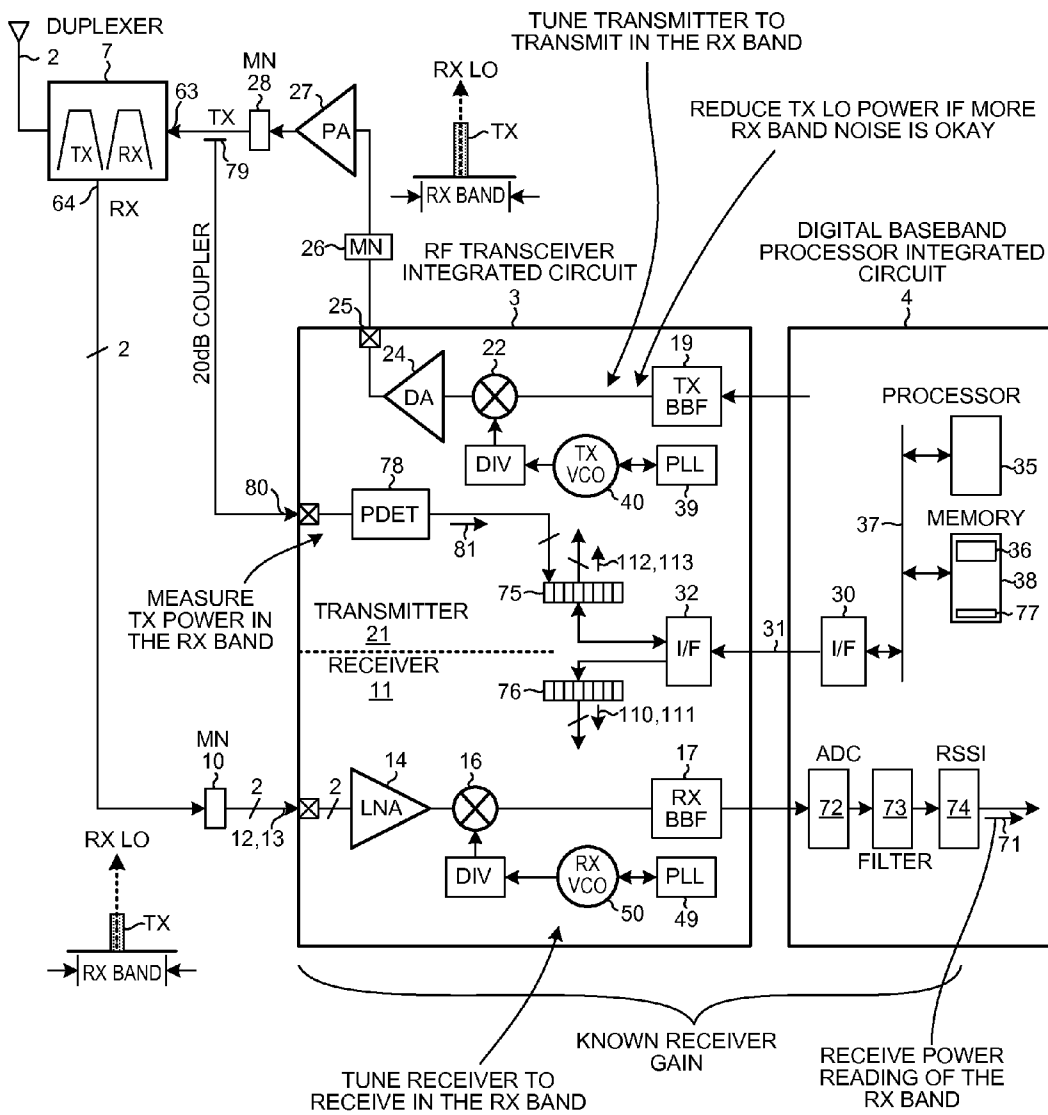 DUPLEXER
2
7
63
TX
MN
28
27
PA
TX
RX
79
64
RX
RX LO
TX
RX BAND
TUNE TRANSMITTER TO
TRANSMIT IN THE RX BAND
REDUCE TX LO POWER IF MORE
RX BAND NOISE IS OKAY
26
MN
RF TRANSCEIVER
INTEGRATED CIRCUIT
3
DIGITAL BASEBAND
PROCESSOR INTEGRATED
CIRCUIT
4
20dB COUPLER
2
25
24
DA
22
19
TX
BBF
DIV
TX
VCO
40
PLL
39
PROCESSOR
35
37
MEMORY
36
38
77
80
78
PDET
81
112,113
75
MEASURE
TX POWER IN
THE RX BAND
TRANSMITTER
21
RECEIVER
11
32
I/F
31
30
I/F
76
110,111
MN
10
2
12,13
2
14
LNA
16
17
RX
BBF
DIV
RX
VCO
50
PLL
49
ADC
72
73
FILTER
RSSI
74
71
RX LO
TX
RX BAND
KNOWN RECEIVER
GAIN
TUNE RECEIVER TO
RECEIVE IN THE RX BAND
RECEIVE POWER
READING OF THE
RX BAND